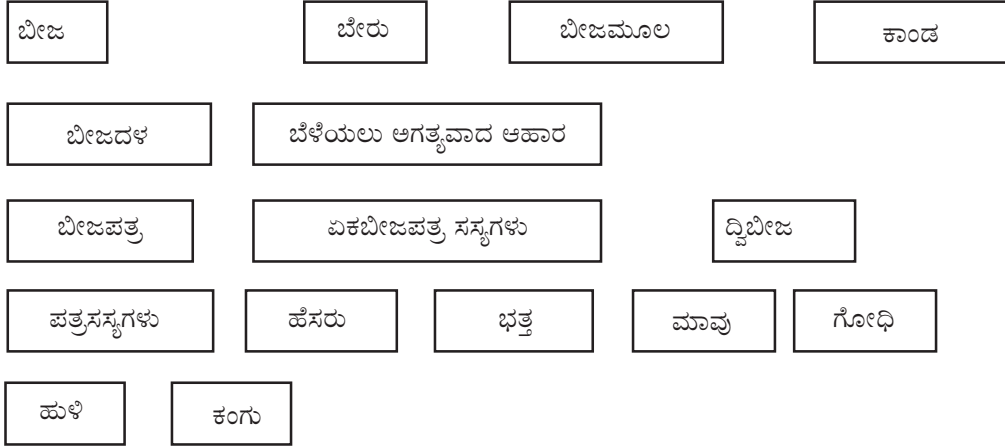 ಬೀಜ ಬೇರು ಬೀಜಮೂಲ ಕಾಂಡ
ಬೀಜದಳ ಬೆಳೆಯಲು ಅಗತ್ಯವಾದ ಆಹಾರ
ಬೀಜಪತ್ರ ಏಕಬೀಜಪತ್ರ ಸಸ್ಯಗಳು ದ್ವಿಬೀಜ
ಪತ್ರಸಸ್ಯಗಳು ಹೆಸರು ಭತ್ತ ಮಾವು ಗೋಧಿ
ಹುಳಿ ಕಂಗು